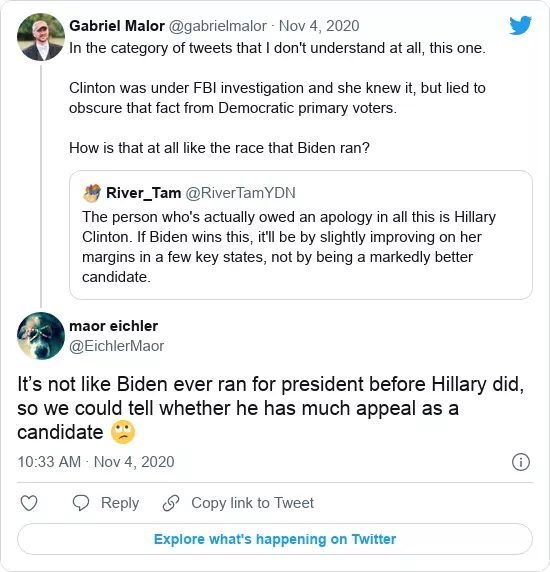 Gabriel Malor @gabrielmalor · Nov 4, 2020
In the category of tweets that I don't understand at all, this one.
Clinton was under FBI investigation and she knew it, but lied to
obscure that fact from Democratic primary voters.
How is that at all like the race that Biden ran?
River_Tam @RiverTamYDN
The person who's actually owed an apology in all this is Hillary
Clinton. If Biden wins this, it'll be by slightly improving on her
margins in a few key states, not by being a markedly better
candidate.
maor eichler
@EichlerMaor
It’s not like Biden ever ran for president before Hillary did,
so we could tell whether he has much appeal as a
candidate 🙄
10:33 AM · Nov 4, 2020
Reply
Copy link to Tweet
Explore what's happening on Twitter